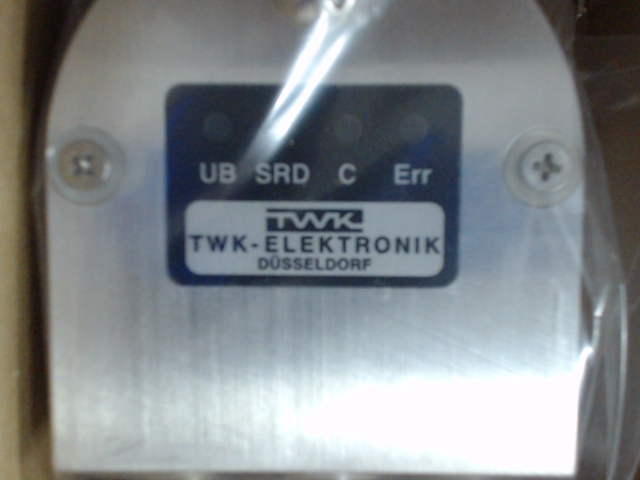 UB SRD C Err
TWK
TWK-ELEKTRONIK
DÜSSELDORF